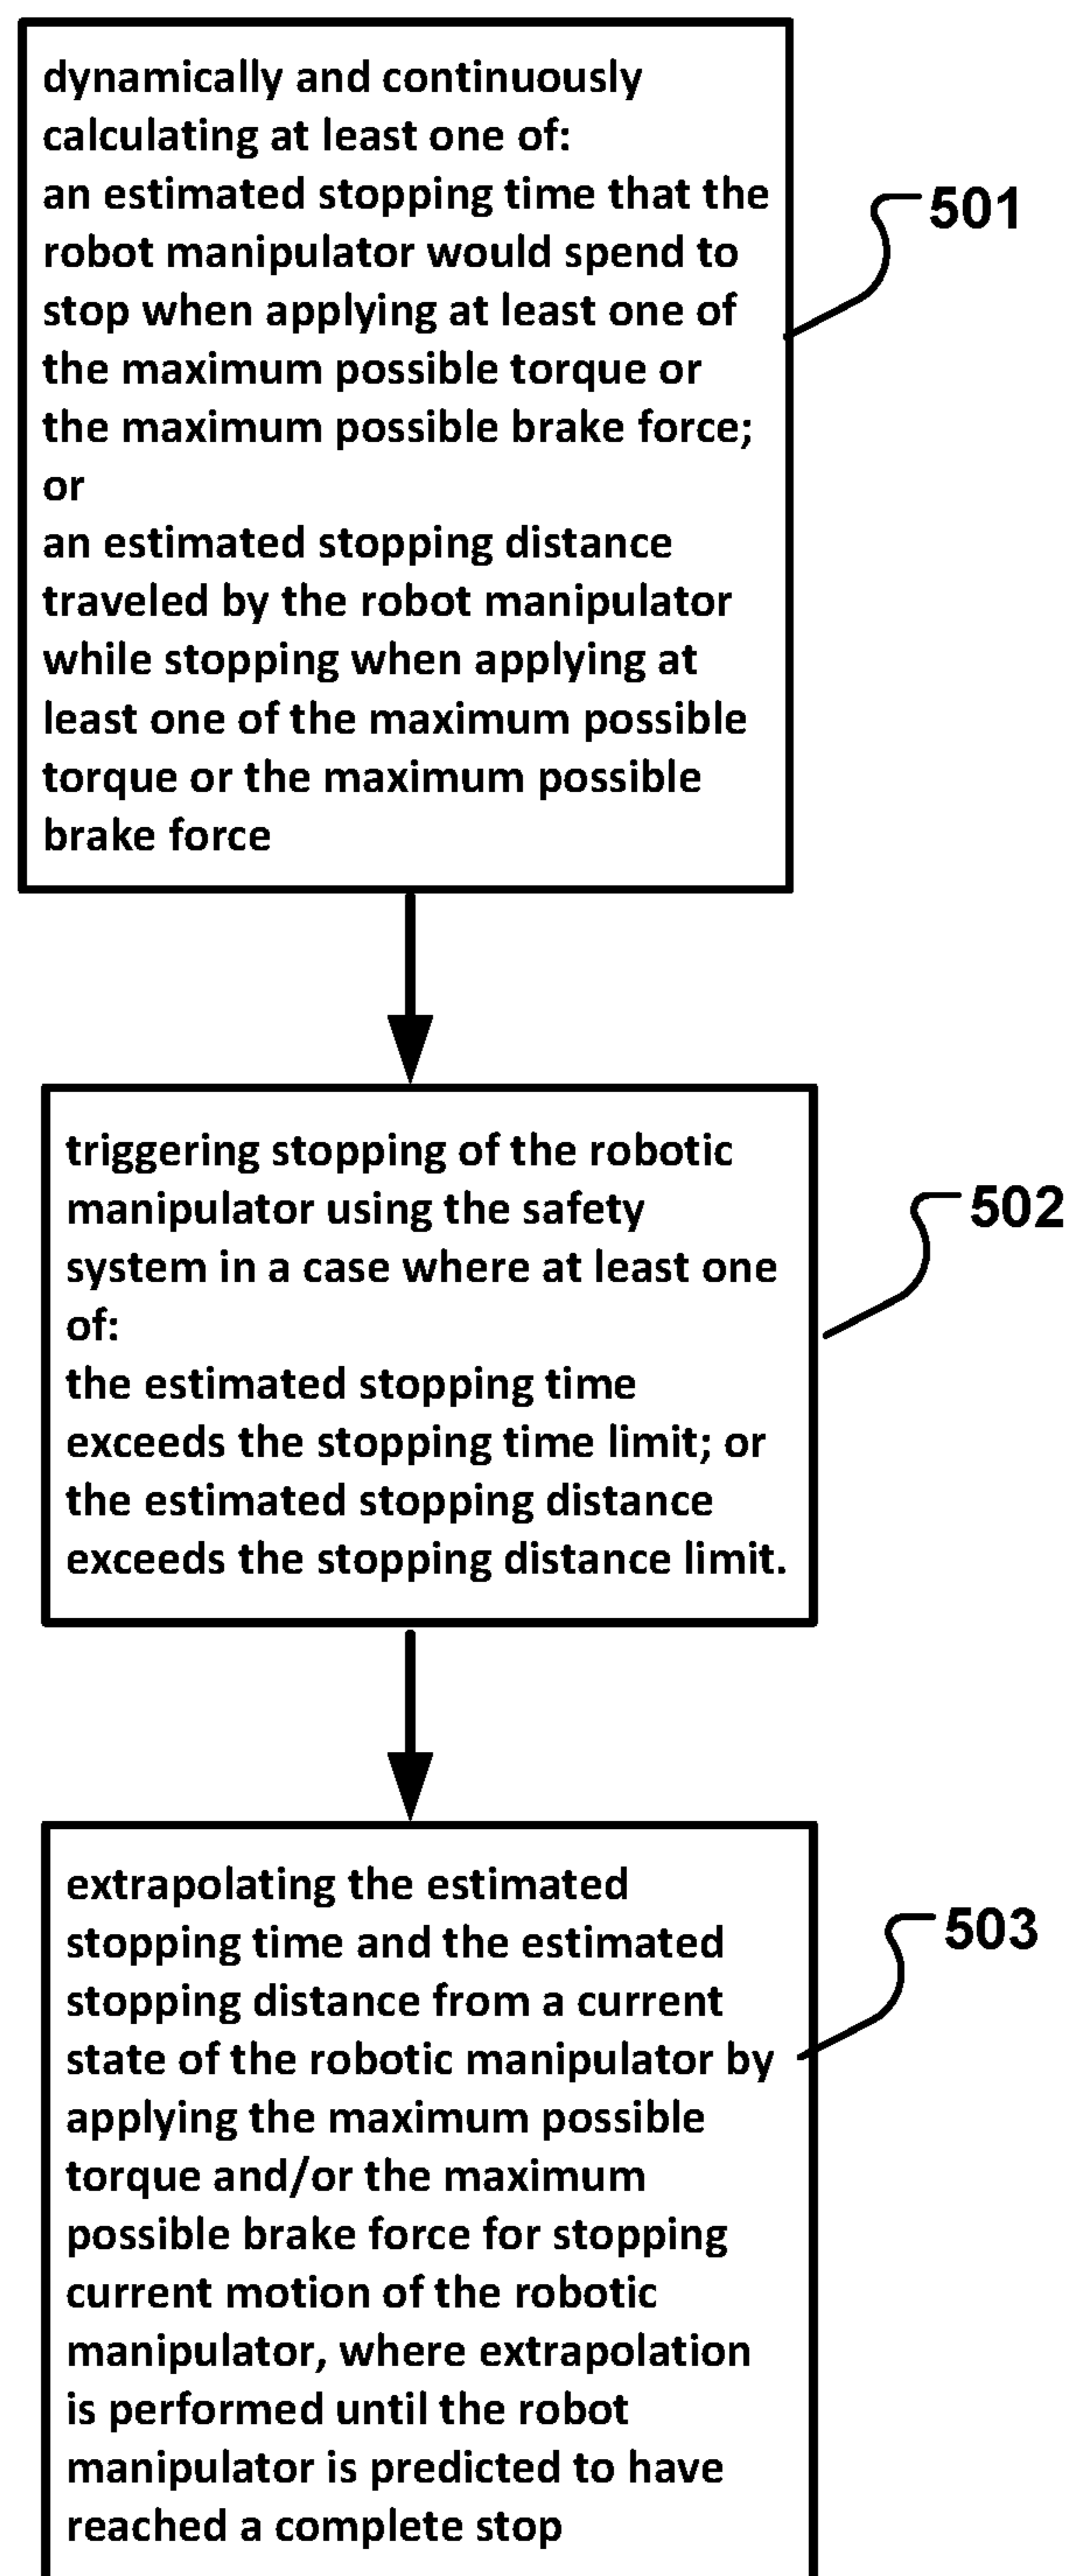 dynamically and continuously
calculating at least one of:
an estimated stopping time that the
robot manipulator would spend to
stop when applying at least one of
the maximum possible torque or
the maximum possible brake force;
or
an estimated stopping distance
traveled by the robot manipulator
while stopping when applying at
least one of the maximum possible
torque or the maximum possible
brake force
501
triggering stopping of the robotic
manipulator using the safety
system in a case where at least one
of:
the estimated stopping time
exceeds the stopping time limit; or
the estimated stopping distance
exceeds the stopping distance limit.
502
extrapolating the estimated
stopping time and the estimated
stopping distance from a current
state of the robotic manipulator by
applying the maximum possible
torque and/or the maximum
possible brake force for stopping
current motion of the robotic
manipulator, where extrapolation
is performed until the robot
manipulator is predicted to have
reached a complete stop
503